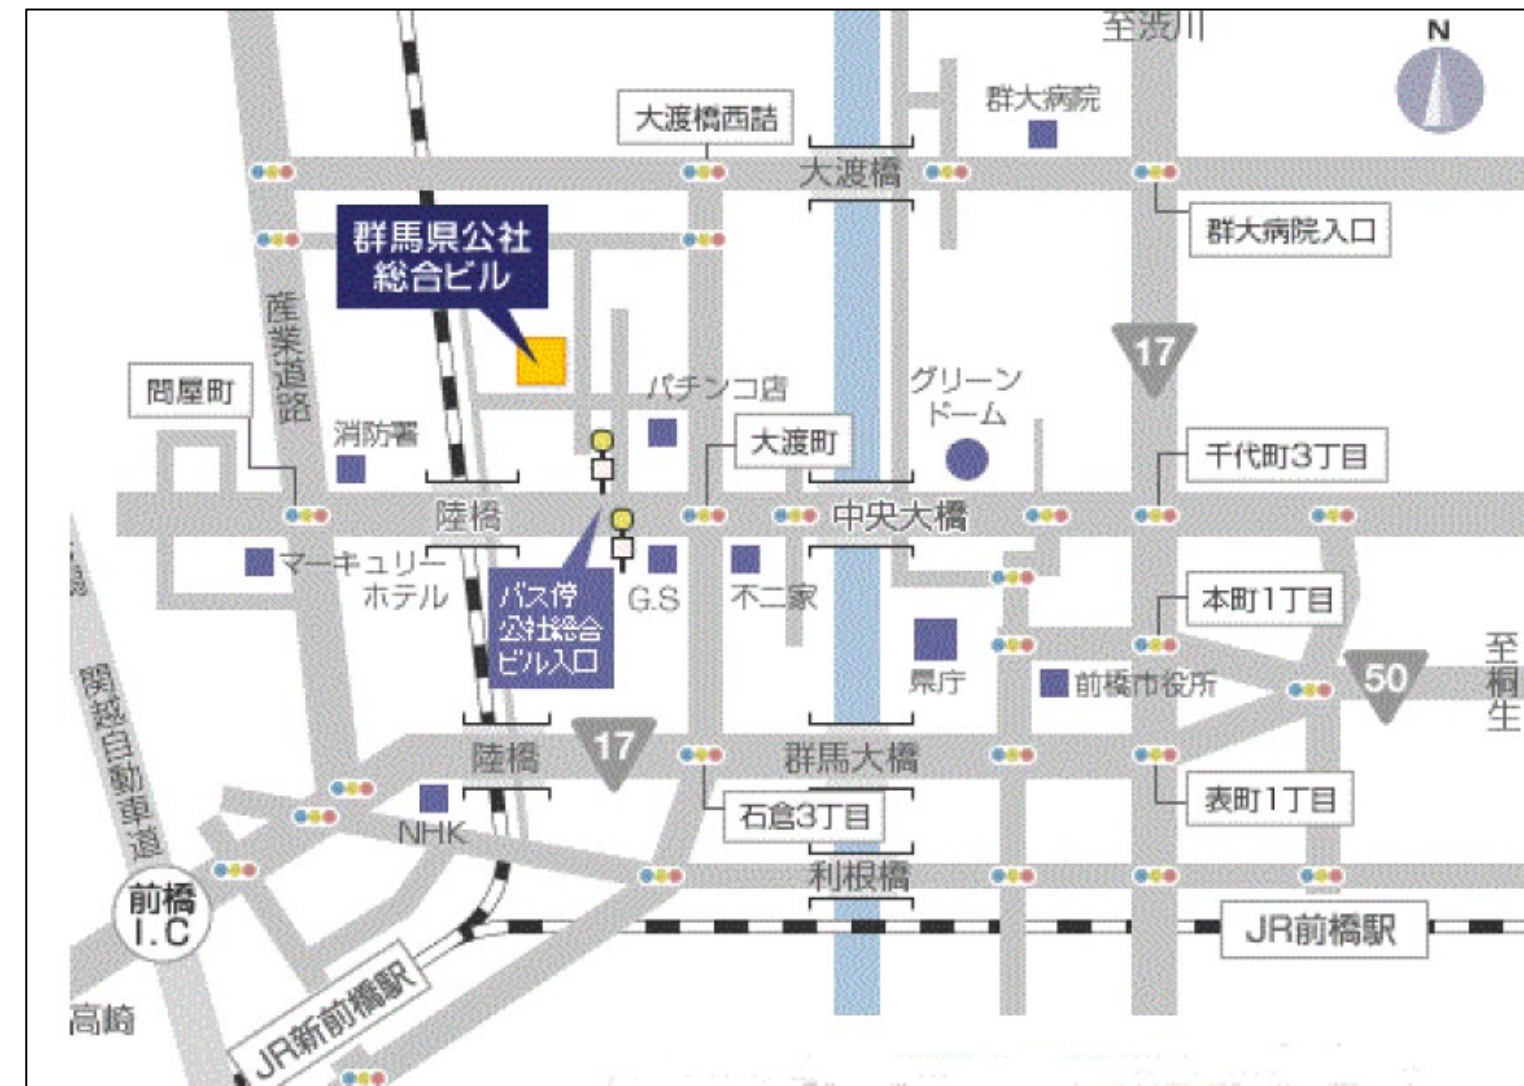 至渋川
N
群大病院
大渡橋西詰
大渡橋
群大病院入口
群馬県公社
総合ビル
産業道路
17
問屋町
消防署
パチンコ店
グリーン
ドーム
大渡町
千代町3丁目
陸橋
中央大橋
マーキュリー
ホテル
バス停
公社総合
ビル入口
G.S
不二家
本町1丁目
県庁
前橋市役所
50
至桐生
関越自動車道
陸橋
17
群馬大橋
NHK
石倉3丁目
表町1丁目
利根橋
前橋
I.C
JR前橋駅
JR新前橋駅
高崎